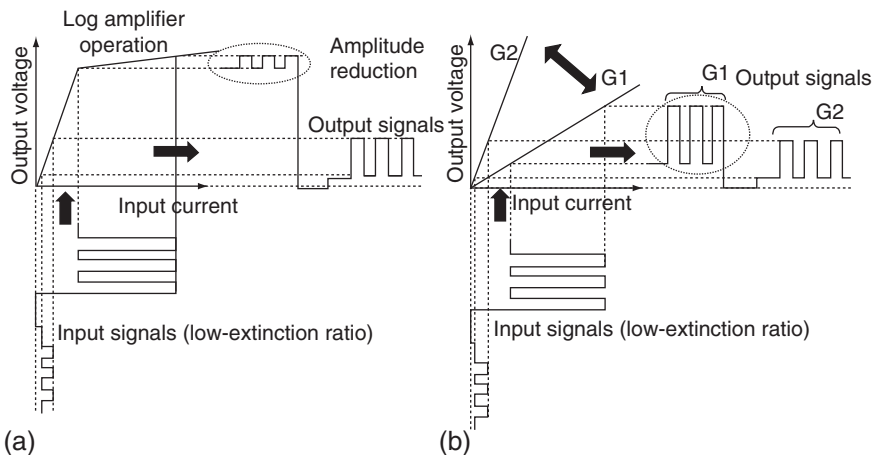 Log amplifier
operation
Amplitude
reduction
Output voltage
Output signals
Input current
Input signals (low-extinction ratio)
(a)
G2
G1
G1
Output signals
G2
Output voltage
Input current
Input signals (low-extinction ratio)
(b)